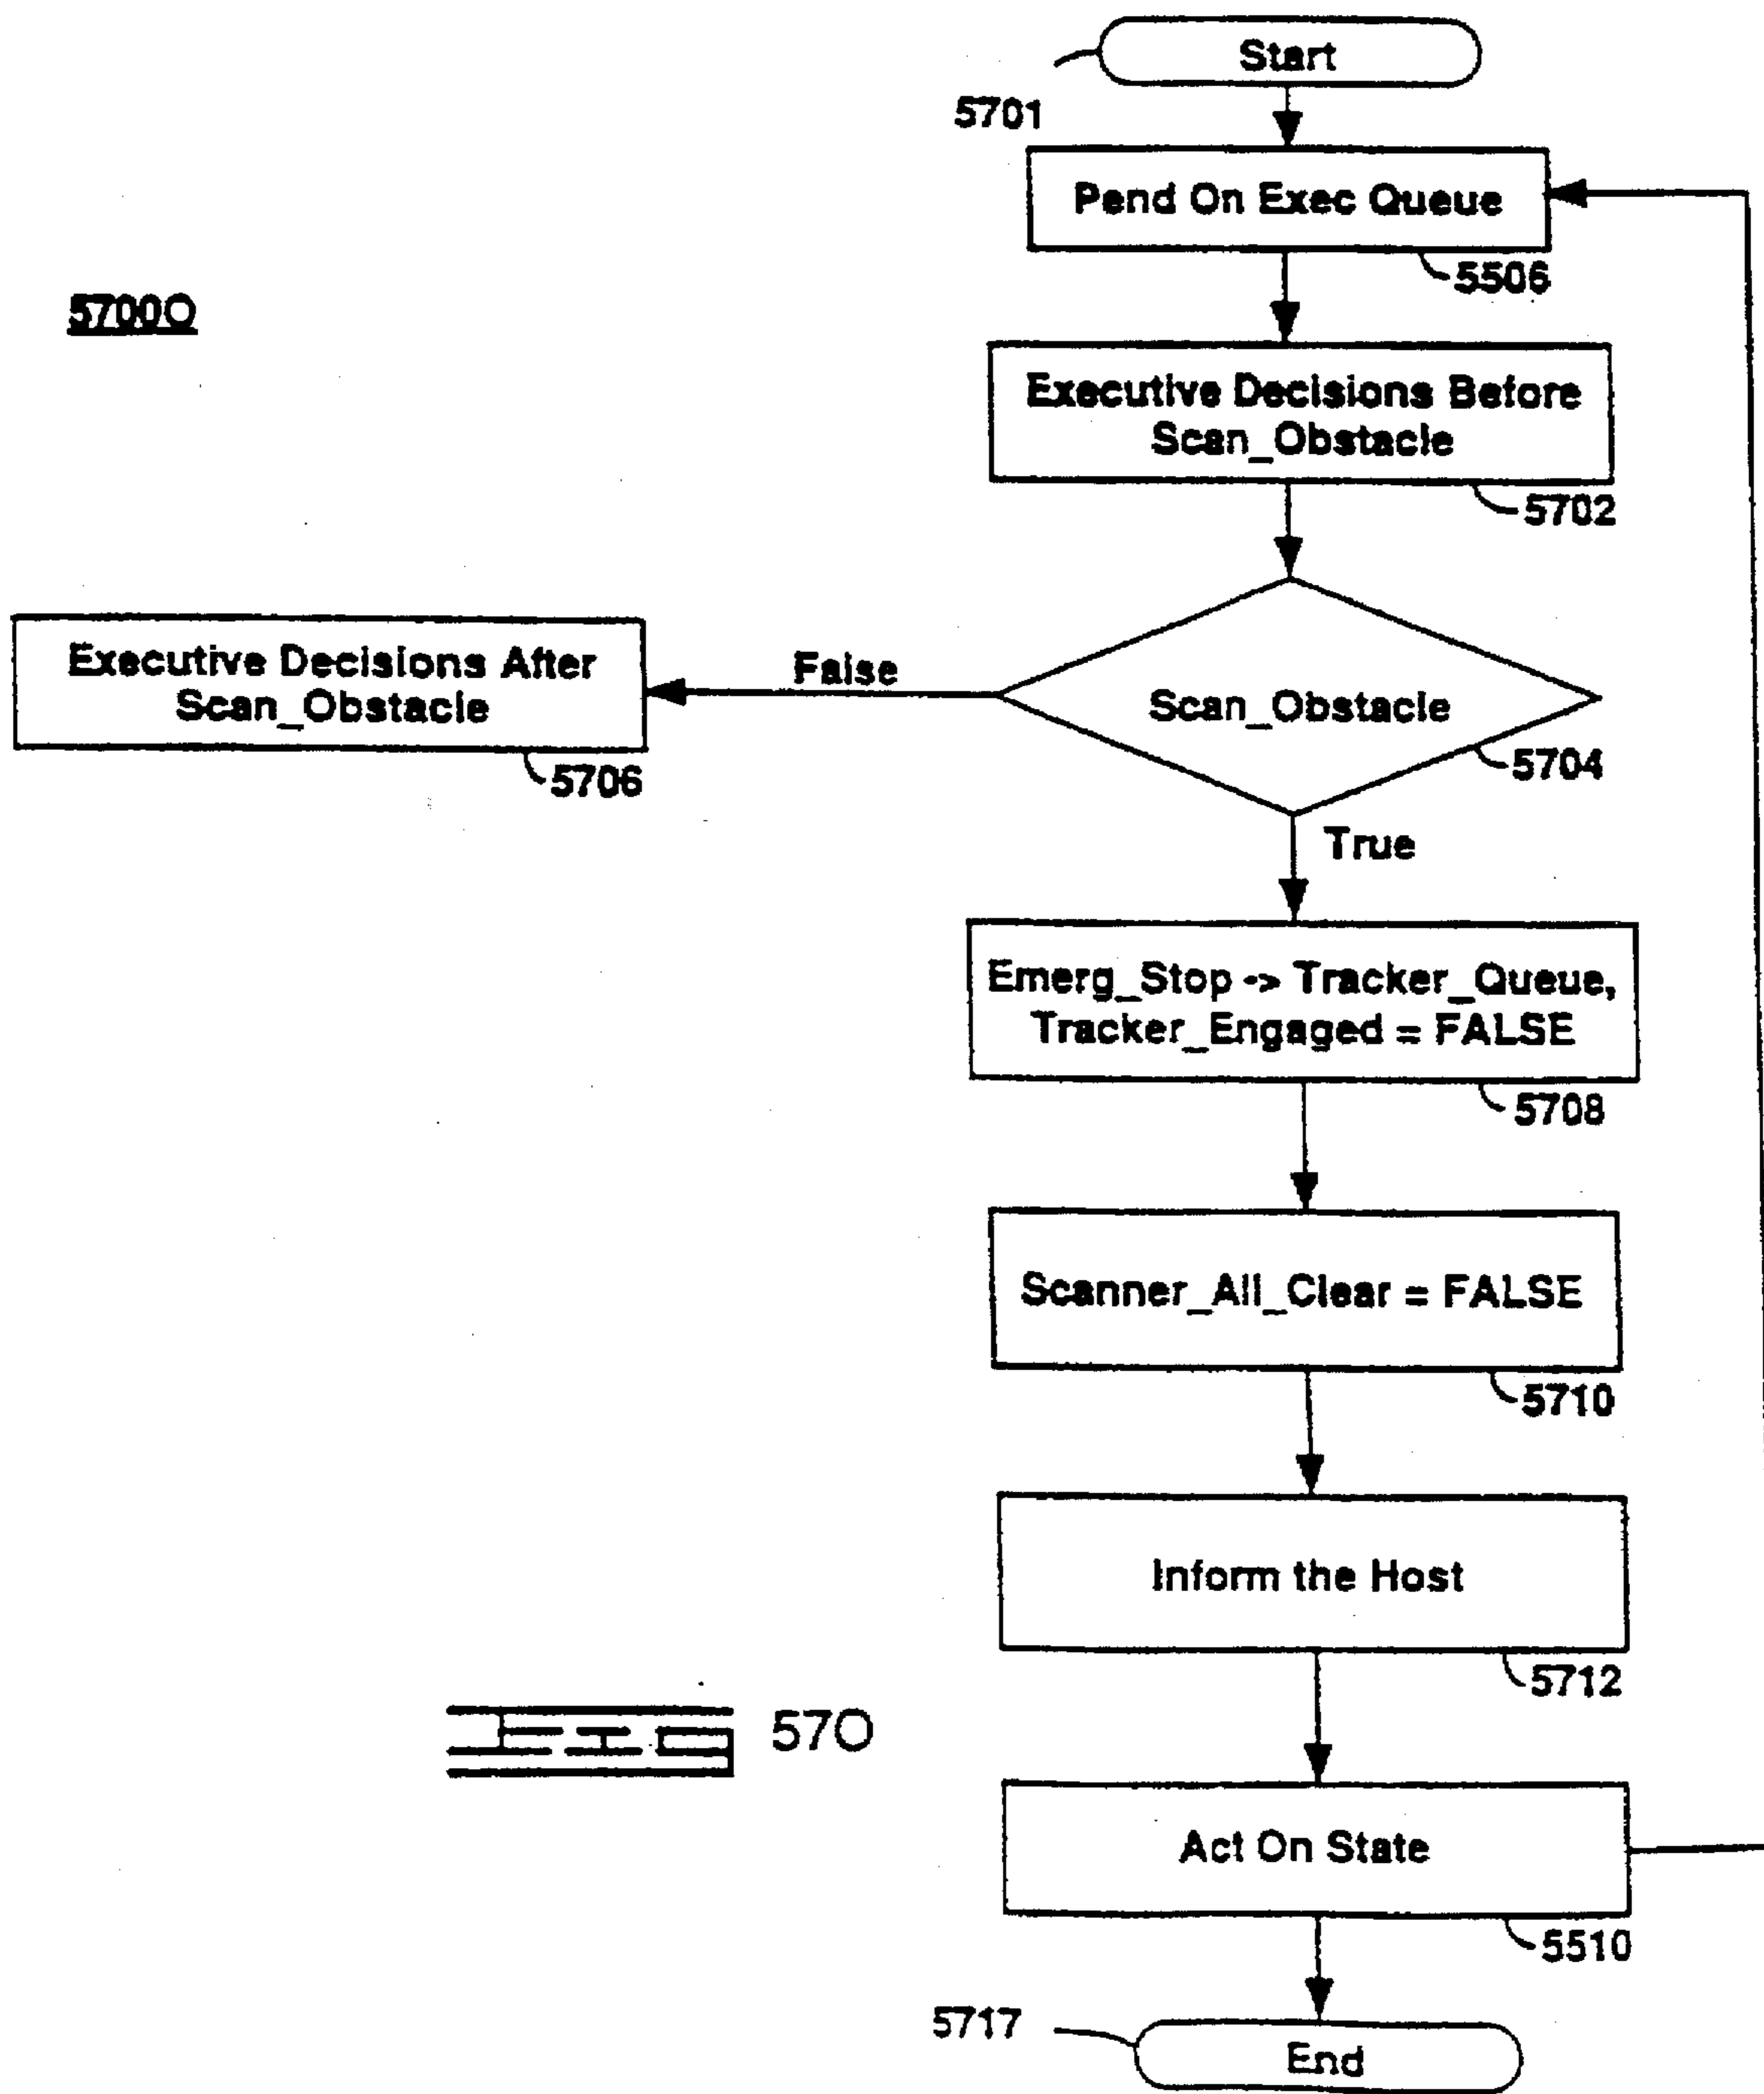 Start
5701
Pend On Exec Queue
5506
5700O
Executive Decisions Before
Scan_Obstacle
5702
Executive Decisions After
Scan_Obstacle
5706
False
Scan_Obstacle
5704
True
Emerg_Stop -> Tracker_Queue,
Tracker_Engaged = FALSE
5708
Scanner_All_Clear = FALSE
5710
Inform the Host
5712
FIG 57O
Act On State
5510
5717
End